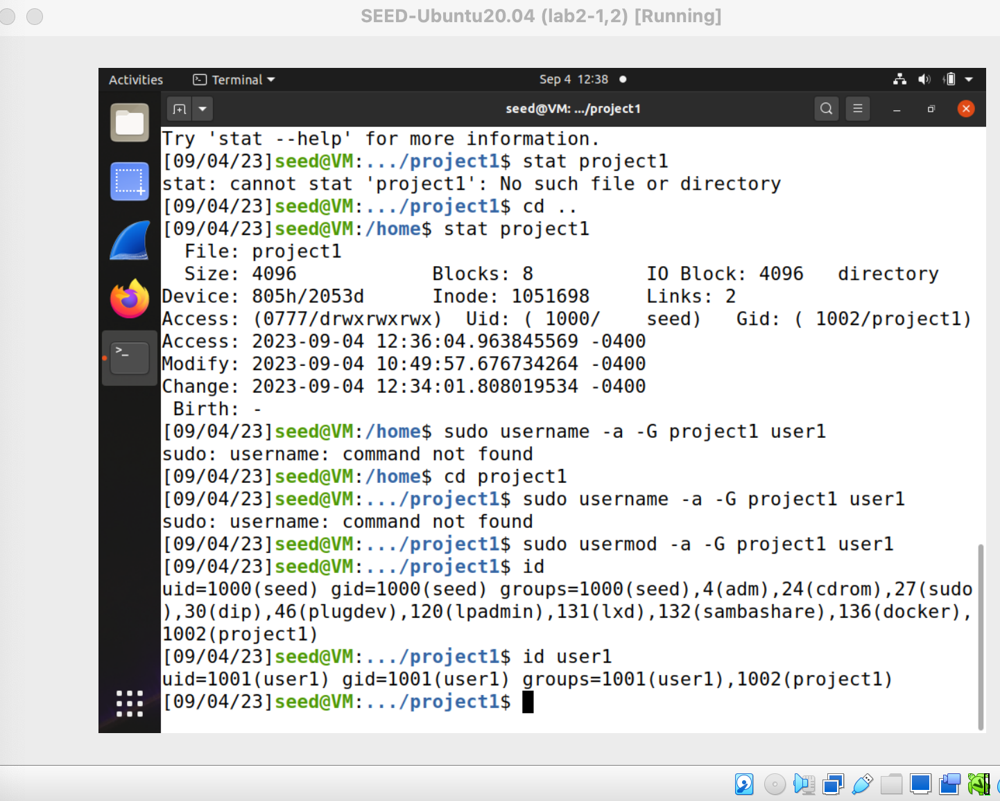 SEED-Ubuntu20.04 (lab2-1,2) [Running]
Activities Terminal Sep 4 12:38
seed@VM: .../project1
Try 'stat --help' for more information.
[09/04/23]seed@VM:.../project1$ stat project1
stat: cannot stat 'project1': No such file or directory
[09/04/23]seed@VM:.../project1$ cd ..
[09/04/23]seed@VM:/home$ stat project1
  File: project1
  Size: 4096            Blocks: 8          IO Block: 4096   directory
Device: 805h/2053d      Inode: 1051698     Links: 2
Access: (0777/drwxrwxrwx)  Uid: ( 1000/    seed)   Gid: ( 1002/project1)
Access: 2023-09-04 12:36:04.963845569 -0400
Modify: 2023-09-04 10:49:57.676734264 -0400
Change: 2023-09-04 12:34:01.808019534 -0400
 Birth: -
[09/04/23]seed@VM:/home$ sudo username -a -G project1 user1
sudo: username: command not found
[09/04/23]seed@VM:/home$ cd project1
[09/04/23]seed@VM:.../project1$ sudo username -a -G project1 user1
sudo: username: command not found
[09/04/23]seed@VM:.../project1$ sudo usermod -a -G project1 user1
[09/04/23]seed@VM:.../project1$ id
uid=1000(seed) gid=1000(seed) groups=1000(seed),4(adm),24(cdrom),27(sudo
),30(dip),46(plugdev),120(lpadmin),131(lxd),132(sambashare),136(docker),
1002(project1)
[09/04/23]seed@VM:.../project1$ id user1
uid=1001(user1) gid=1001(user1) groups=1001(user1),1002(project1)
[09/04/23]seed@VM:.../project1$